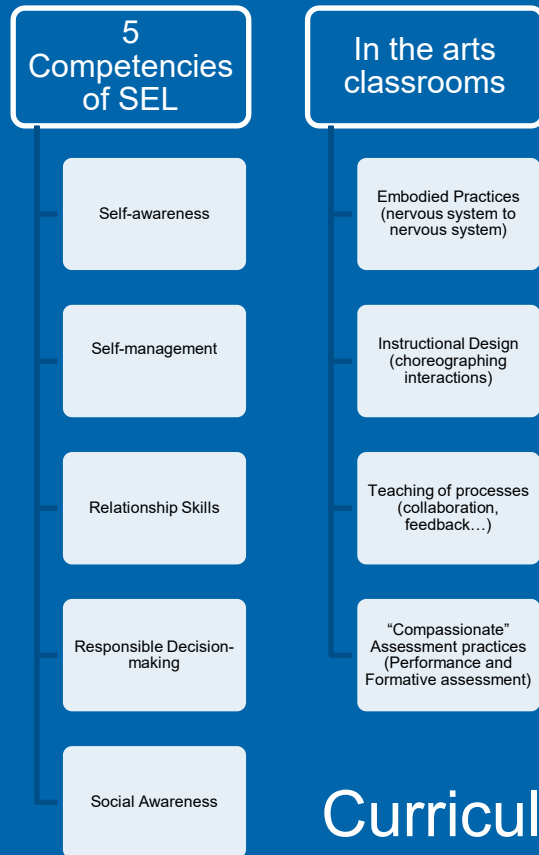 5
Competencies
of SEL
Self-awareness
Self-management
Relationship Skills
Responsible Decision-
making
Social Awareness
In the arts
classrooms
Embodied Practices
(nervous system to
nervous system)
Instructional Design
(choreographing
interactions)
Teaching of processes
(collaboration,
feedback…)
“Compassionate”
Assessment practices
(Performance and
Formative assessment)
Curricul